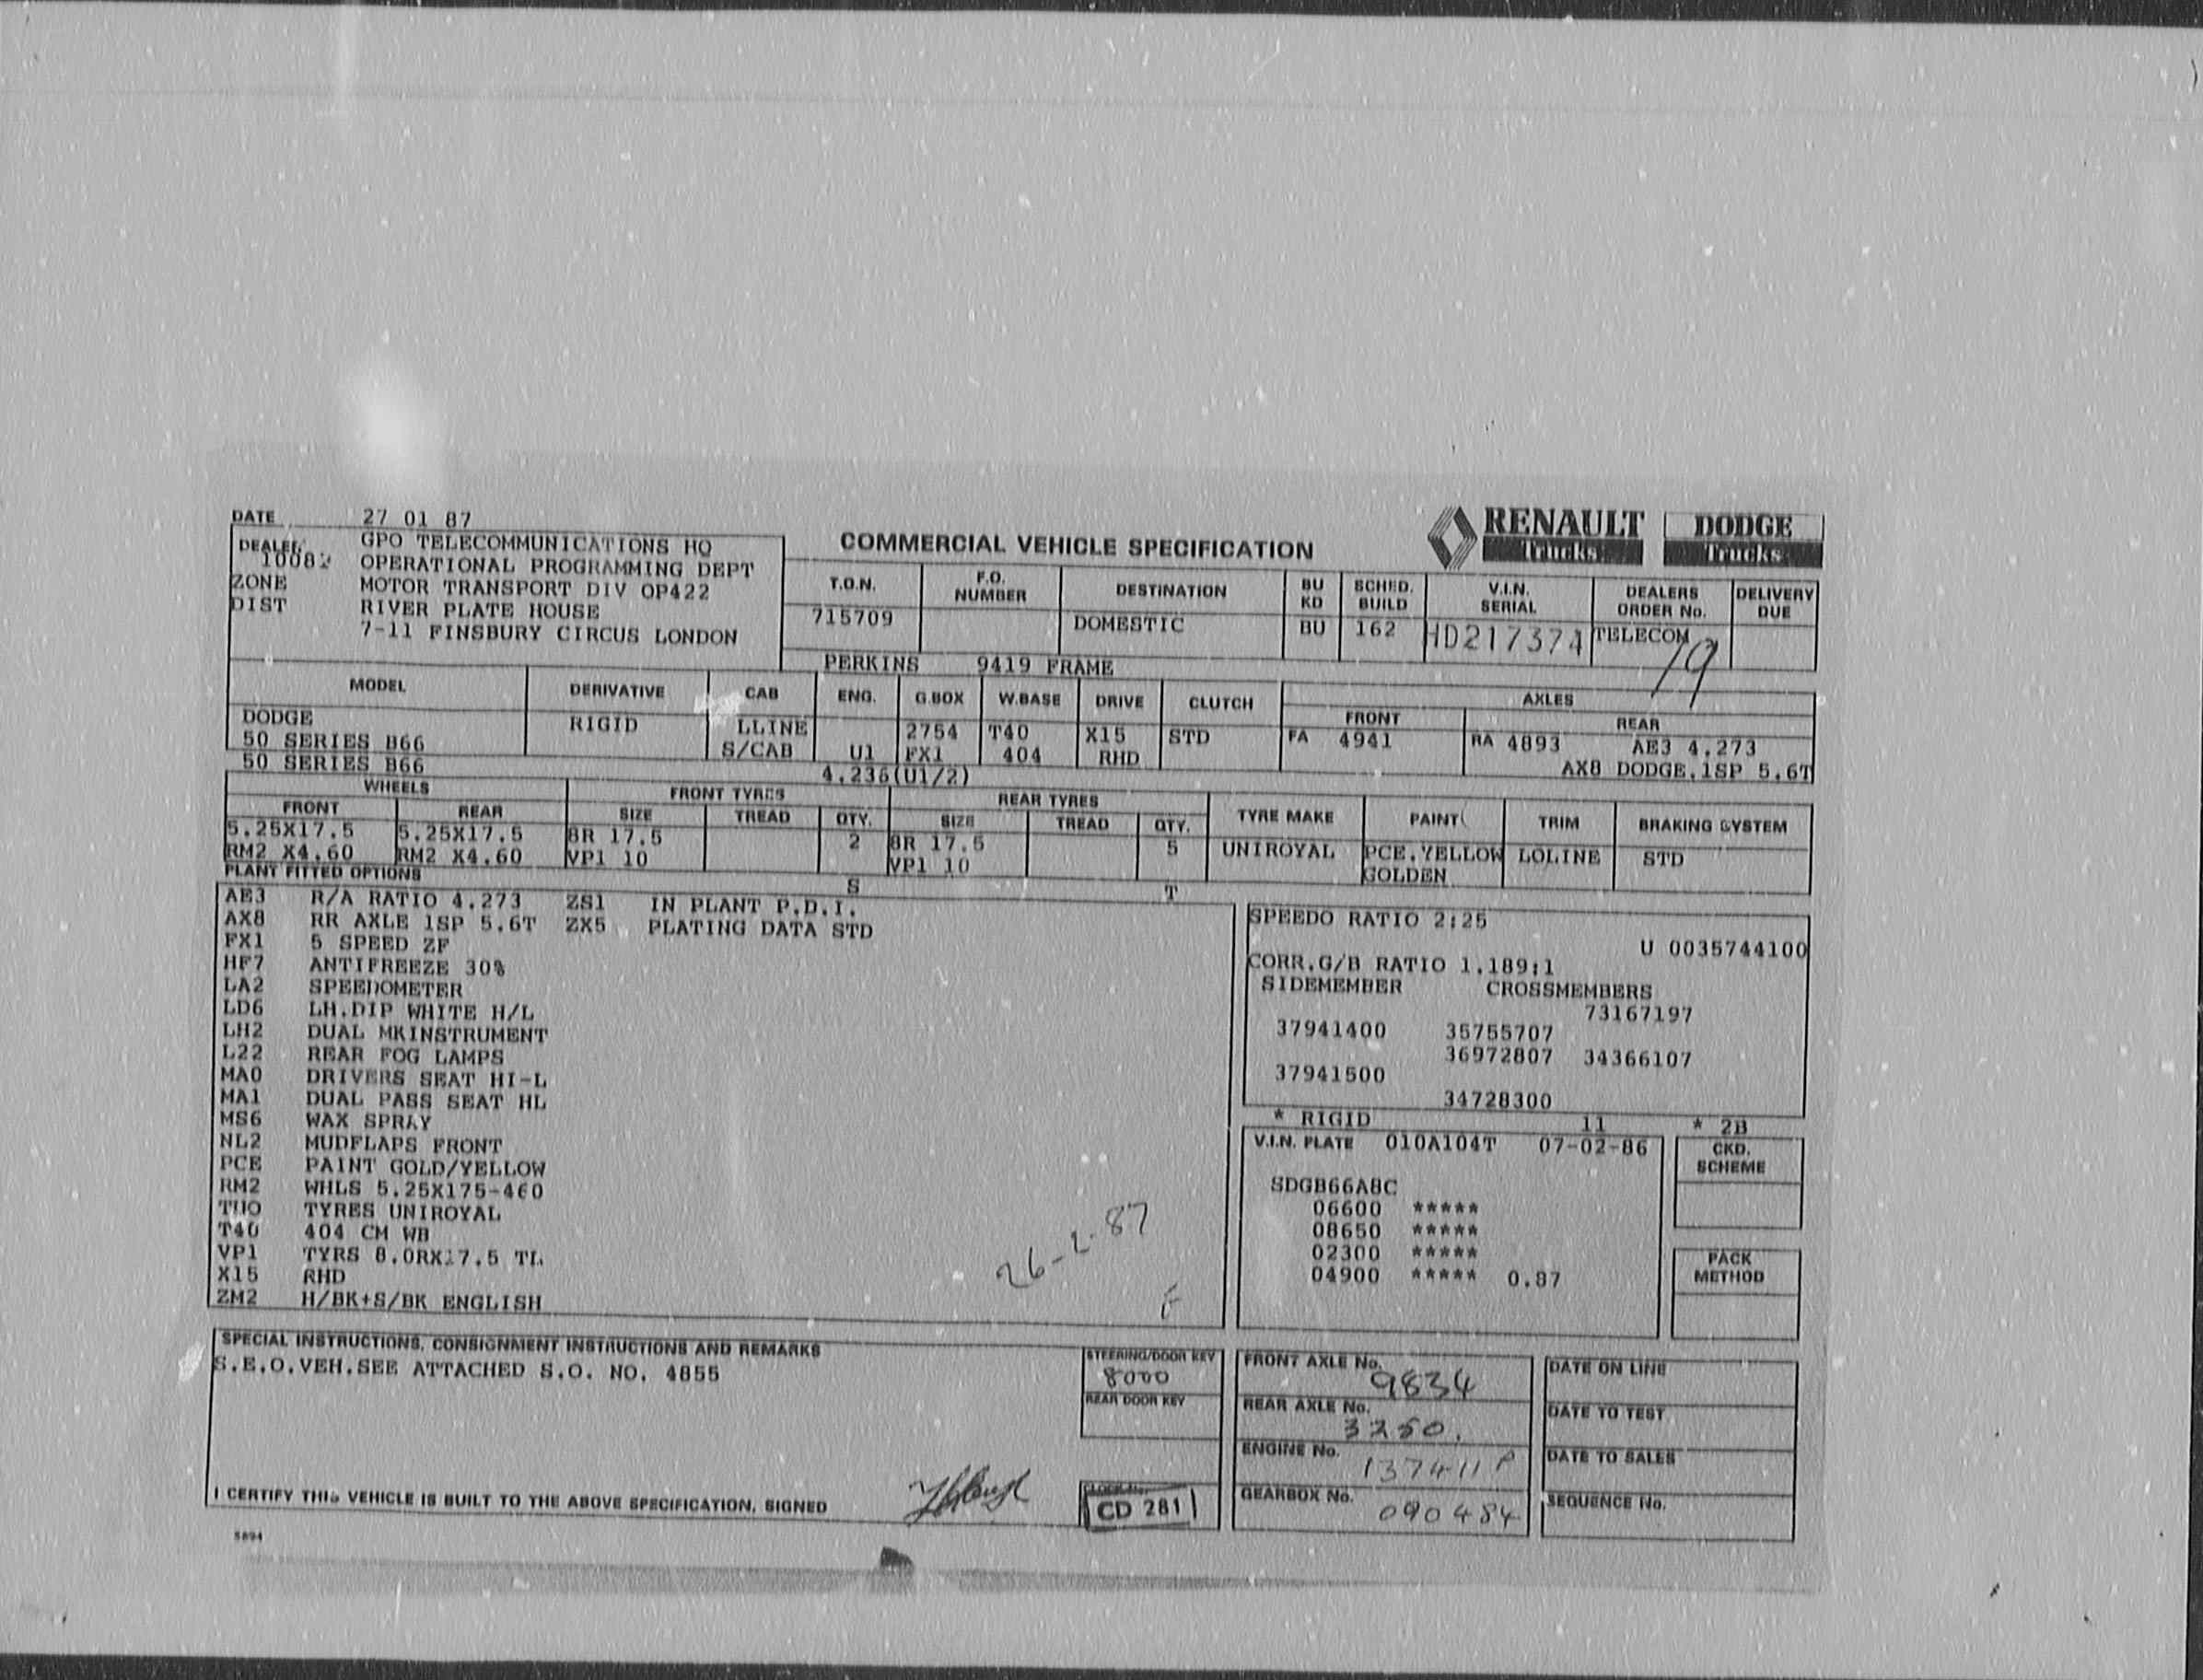 DATE 27 01 87
RENAULT Trucks DODGE Trucks
DEALER 10082 GPO TELECOMMUNICATIONS HQ
OPERATIONAL PROGRAMMING DEPT
ZONE MOTOR TRANSPORT DIV OP422
DIST RIVER PLATE HOUSE
7-11 FINSBURY CIRCUS LONDON
COMMERCIAL VEHICLE SPECIFICATION
T.O.N. F.O. NUMBER DESTINATION BU KD SCHED. BUILD V.I.N. SERIAL DEALERS ORDER No. DELIVERY DUE
715709 DOMESTIC BU 162 HD217374 TELECOM 19
PERKINS 9419 FRAME
MODEL DERIVATIVE CAB ENG. G.BOX W.BASE DRIVE CLUTCH AXLES
FRONT REAR
DODGE RIGID LLINE 2754 T40 X15 STD FA 4941 RA 4893 AE3 4.273
50 SERIES B66 S/CAB U1 FX1 404 RHD
50 SERIES B66 4.236(U1/2) AX8 DODGE.1SP 5.6T
WHEELS FRONT TYRES REAR TYRES TYRE MAKE PAINT TRIM BRAKING SYSTEM
FRONT REAR SIZE TREAD QTY. SIZE TREAD QTY.
5.25X17.5 5.25X17.5 8R 17.5 2 8R 17.5 5 UNIROYAL PCE.YELLOW LOLINE STD
RM2 X4.60 RM2 X4.60 VP1 10 VP1 10 GOLDEN
PLANT FITTED OPTIONS S T
AE3 R/A RATIO 4.273 ZS1 IN PLANT P.D.I.
AX8 RR AXLE 1SP 5.6T ZX5 PLATING DATA STD
FX1 5 SPEED ZF
HF7 ANTIFREEZE 30%
LA2 SPEEDOMETER
LD6 LH.DIP WHITE H/L
LH2 DUAL MKINSTRUMENT
L22 REAR FOG LAMPS
MA0 DRIVERS SEAT HI-L
MA1 DUAL PASS SEAT HL
MS6 WAX SPRAY
NL2 MUDFLAPS FRONT
PCE PAINT GOLD/YELLOW
RM2 WHLS 5.25X175-460
TUO TYRES UNIROYAL
T40 404 CM WB
VP1 TYRS 8.0RX17.5 TL
X15 RHD
ZM2 H/BK+S/BK ENGLISH
26-2-87
F
SPEEDO RATIO 2:25
U 0035744100
CORR.G/B RATIO 1.189:1
SIDEMEMBER CROSSMEMBERS
73167197
37941400 35755707
36972807 34366107
37941500
34728300
* RIGID 11 * 2B
V.I.N. PLATE 010A104T 07-02-86
CKD. SCHEME
SDGB66A8C
06600 *****
08650 *****
02300 *****
04900 ***** 0.87
PACK METHOD
SPECIAL INSTRUCTIONS, CONSIGNMENT INSTRUCTIONS AND REMARKS
S.E.O.VEH.SEE ATTACHED S.O. NO. 4855
STEERING/DOOR KEY 8000
REAR DOOR KEY
FRONT AXLE No. 9834
REAR AXLE No. 3250.
ENGINE No. 137411P
GEARBOX No. 090484
DATE ON LINE
DATE TO TEST
DATE TO SALES
SEQUENCE No.
I CERTIFY THIS VEHICLE IS BUILT TO THE ABOVE SPECIFICATION, SIGNED
CD 281
5894